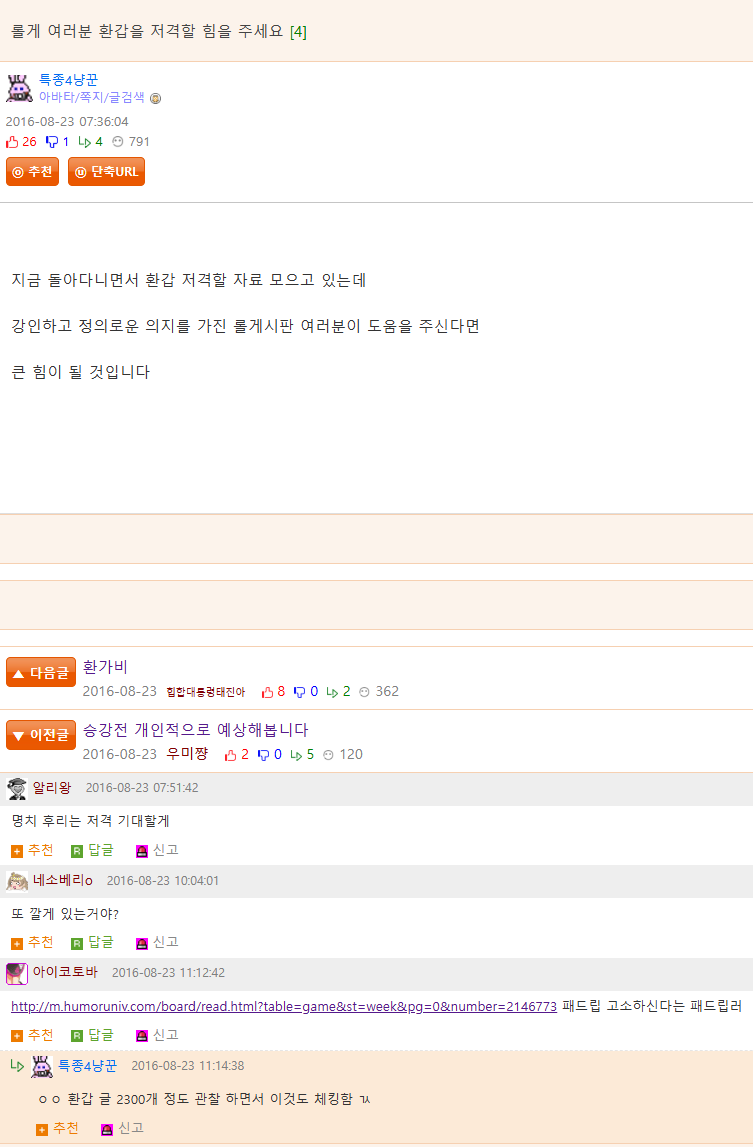 롤게 여러분 환갑을 저격할 힘을 주세요 [4]
특종4냥꾼
아바타/쪽지/글검색
2016-08-23 07:36:04
26 1 4 791
추천 단축URL
지금 돌아다니면서 환갑 저격할 자료 모으고 있는데
강인하고 정의로운 의지를 가진 롤게시판 여러분이 도움을 주신다면
큰 힘이 될 것입니다
▲ 다음글 환가비
2016-08-23 힙합대통령태진아 8 0 2 362
▼ 이전글 승강전 개인적으로 예상해봅니다
2016-08-23 우미쨩 2 0 5 120
알리왕 2016-08-23 07:51:42
명치 후리는 저격 기대할게
+ 추천 R 답글 신고
네소베리o 2016-08-23 10:04:01
또 깔게 있는거야?
+ 추천 R 답글 신고
아이코토바 2016-08-23 11:12:42
http://m.humoruniv.com/board/read.html?table=game&st=week&pg=0&number=2146773 패드립 고소하신다는 패드립러
+ 추천 R 답글 신고
특종4냥꾼 2016-08-23 11:14:38
ㅇㅇ 환갑 글 2300개 정도 관찰 하면서 이것도 체킹함 ㄳ
+ 추천 신고